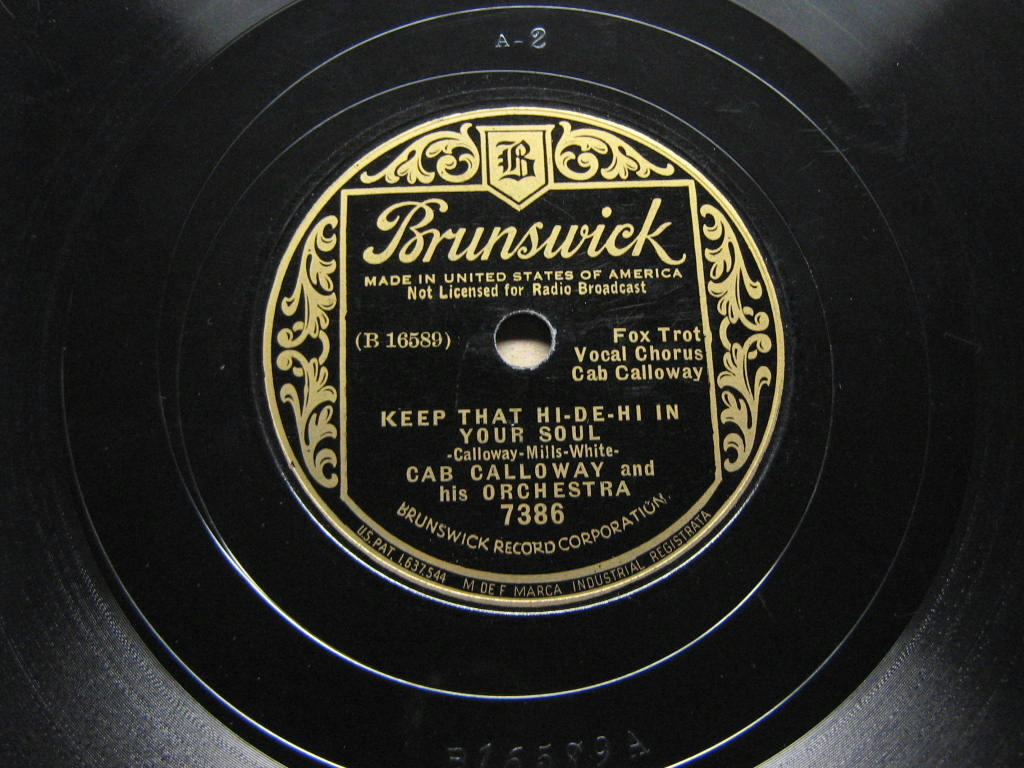 A-2
B
Brunswick
MADE IN UNITED STATES OF AMERICA
Not Licensed for Radio Broadcast
(B 16589)
Fox Trot
Vocal Chorus
Cab Calloway
KEEP THAT HI-DE-HI IN
YOUR SOUL
-Calloway-Mills-White-
CAB CALLOWAY and
his ORCHESTRA
7386
BRUNSWICK RECORD CORPORATION.
U.S. PAT. 1,637,544 M DE F MARCA INDUSTRIAL REGISTRATA
B16589A